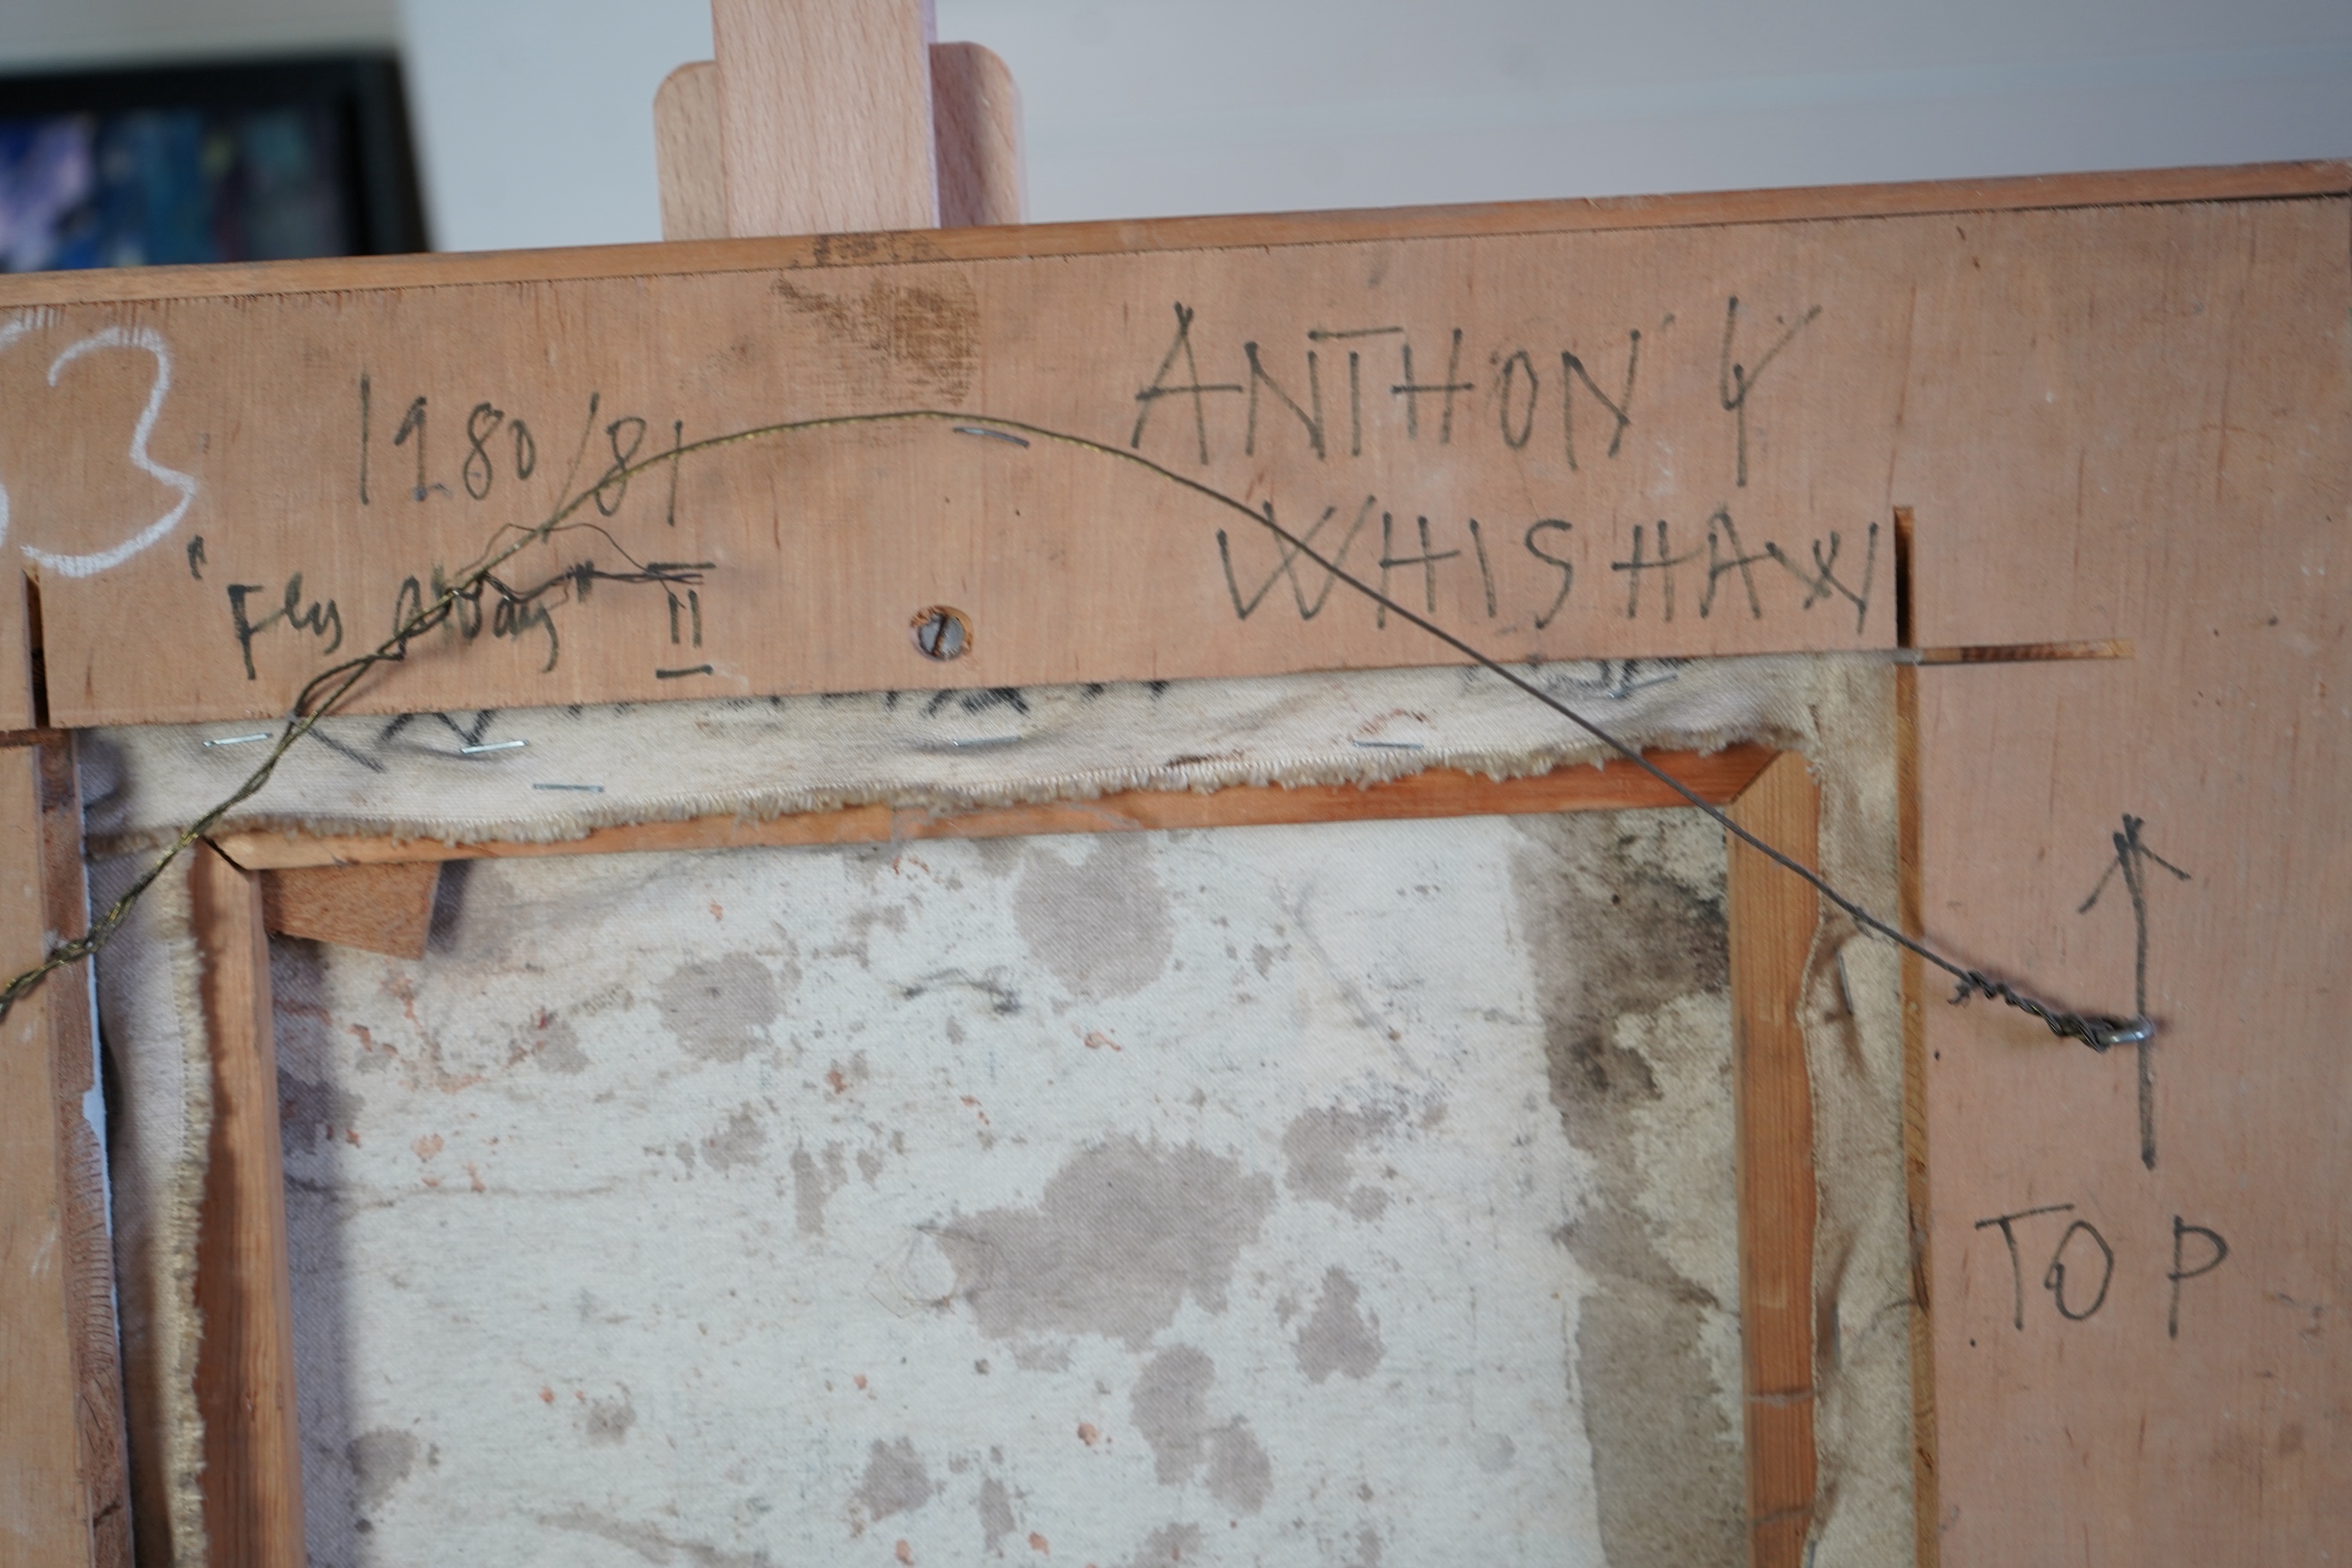 53
1980/81
"Fly Away" II
ANTHONY
WHISHAW
TOP